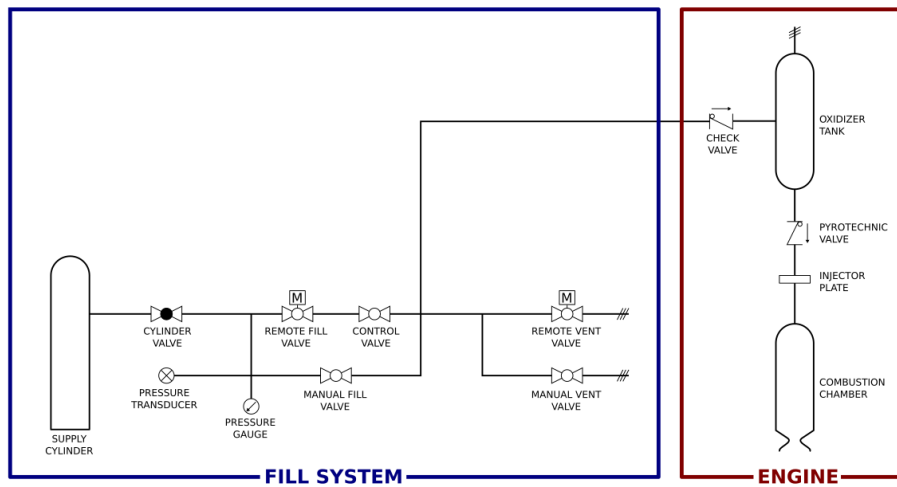 OXIDIZER
TANK
CHECK
VALVE
PYROTECHNIC
VALVE
INJECTOR
PLATE
M
M
CYLINDER
VALVE
REMOTE FILL
VALVE
CONTROL
VALVE
REMOTE VENT
VALVE
PRESSURE
TRANSDUCER
MANUAL FILL
VALVE
MANUAL VENT
VALVE
COMBUSTION
CHAMBER
PRESSURE
GAUGE
SUPPLY
CYLINDER
FILL SYSTEM
ENGINE